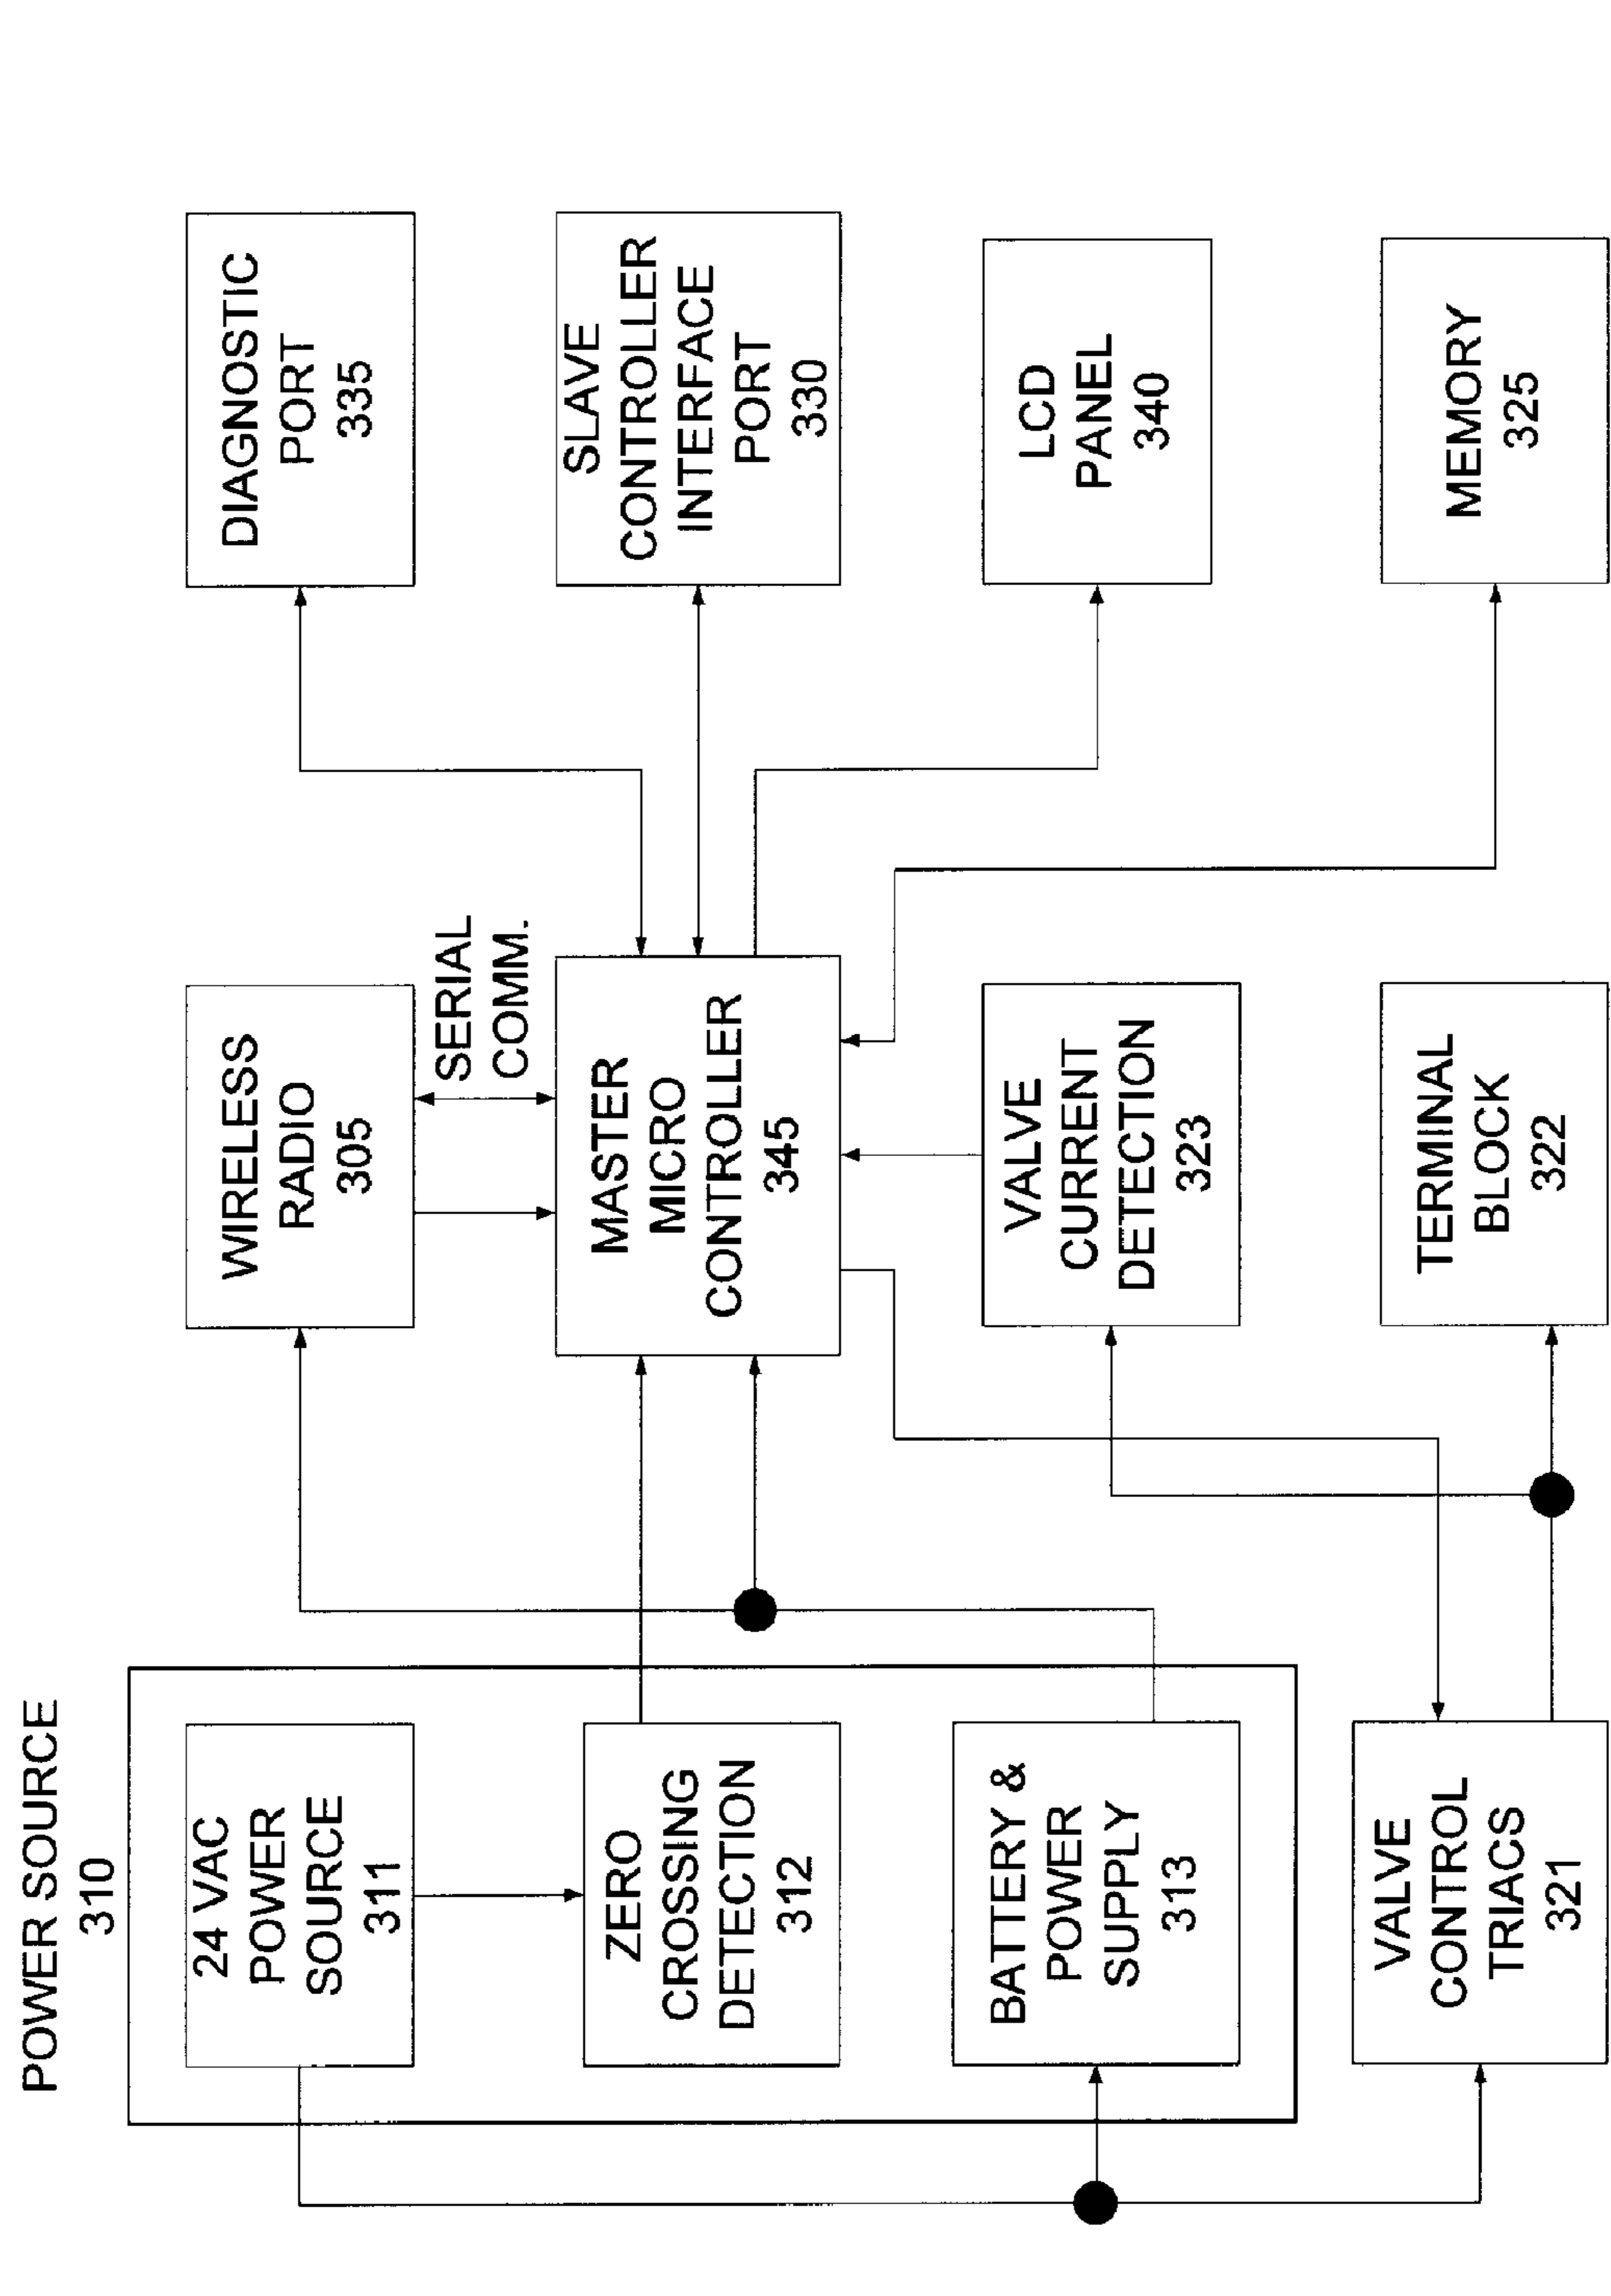 POWER SOURCE
310
24 VAC
POWER
SOURCE
311
ZERO
CROSSING
DETECTION
312
BATTERY &
POWER
SUPPLY
313
VALVE
CONTROL
TRIACS
321
WIRELESS
RADIO
305
SERIAL
COMM.
MASTER
MICRO
CONTROLLER
345
VALVE
CURRENT
DETECTION
323
TERMINAL
BLOCK
322
DIAGNOSTIC
PORT
335
SLAVE
CONTROLLER
INTERFACE
PORT
330
LCD
PANEL
340
MEMORY
325